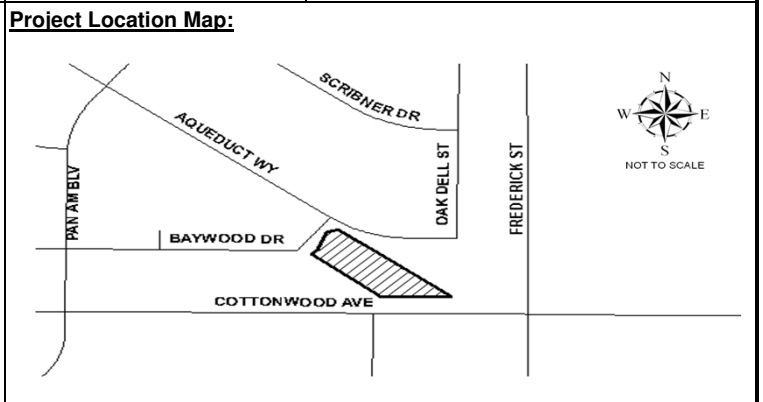 Project Location Map:
SCRIBNER DR
AQUEDUCT WY
N
W
E
S
NOT TO SCALE
PAN AM BLV
OAK DELL ST
FREDERICK ST
BAYWOOD DR
COTTONWOOD AVE